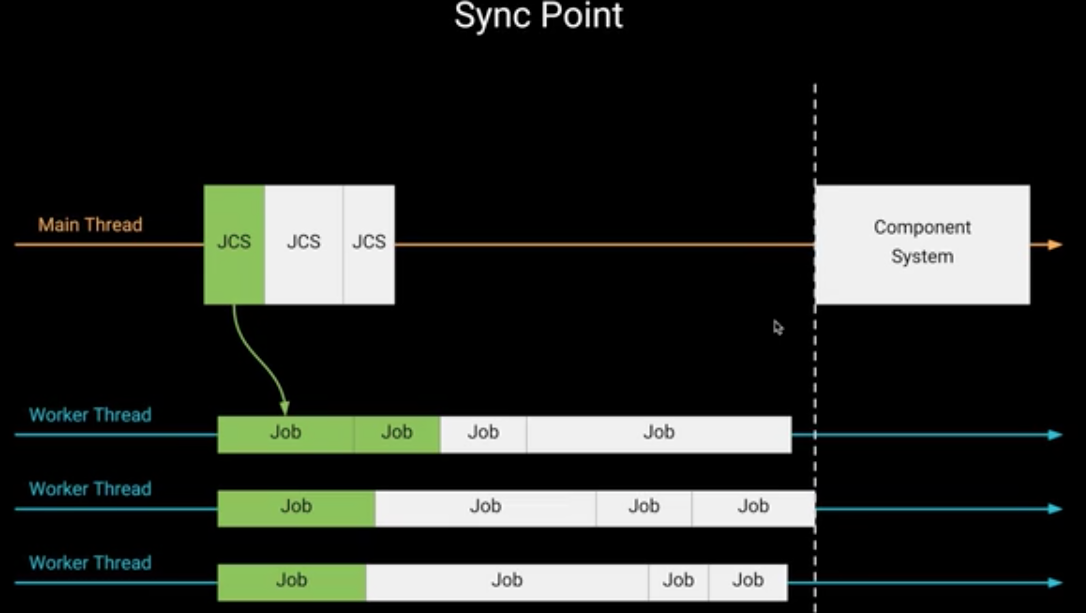 Sync Point
Main Thread
JCS
JCS
JCS
Component
System
Worker Thread
Job
Job
Job
Job
Worker Thread
Job
Job
Job
Job
Worker Thread
Job
Job
Job
Job